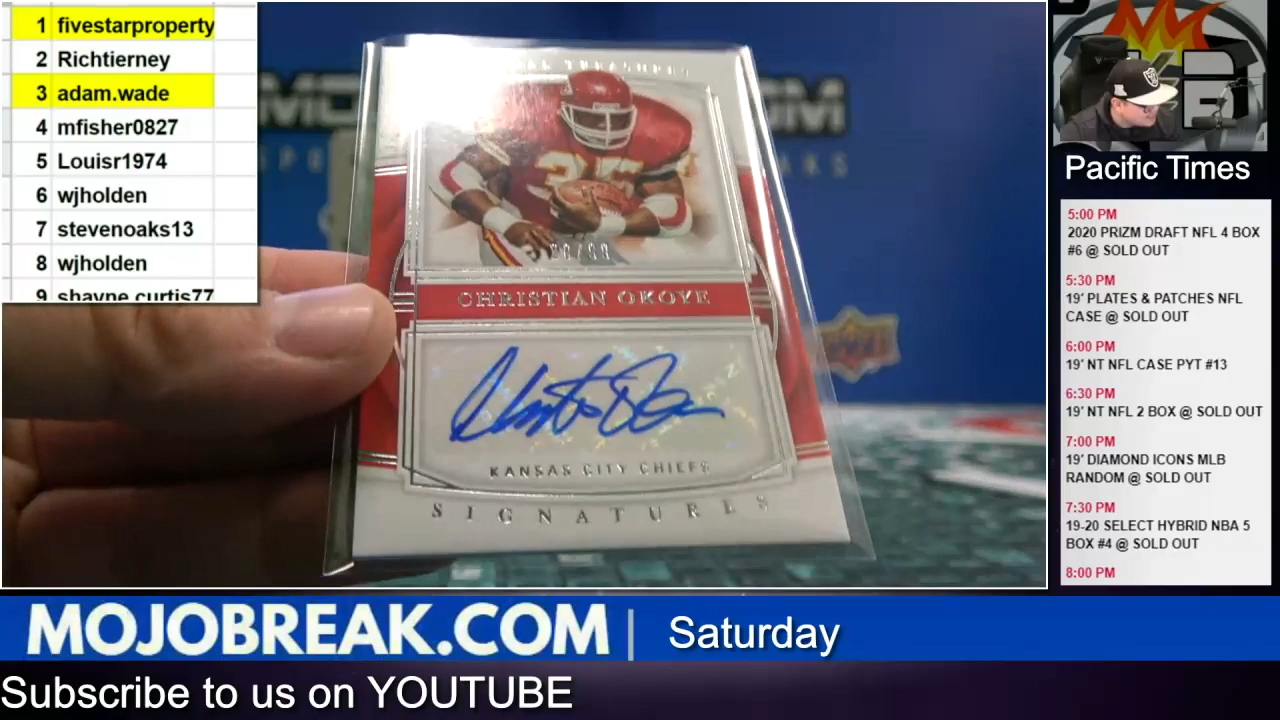 1 fivestarproperty
2 Richtierney
3 adam.wade
4 mfisher0827
5 Louisr1974
6 wjholden
7 stevenoaks13
8 wjholden
9 shayne.curtis77
TREASURES
35
CHRISTIAN OKOYE
KANSAS CITY CHIEFS
SIGNATURES
Pacific Times
5:00 PM
2020 PRIZM DRAFT NFL 4 BOX
#6 @ SOLD OUT
5:30 PM
19' PLATES & PATCHES NFL
CASE @ SOLD OUT
6:00 PM
19' NT NFL CASE PYT #13
6:30 PM
19' NT NFL 2 BOX @ SOLD OUT
7:00 PM
19' DIAMOND ICONS MLB
RANDOM @ SOLD OUT
7:30 PM
19-20 SELECT HYBRID NBA 5
BOX #4 @ SOLD OUT
8:00 PM
MOJOBREAK.COM | Saturday
Subscribe to us on YOUTUBE